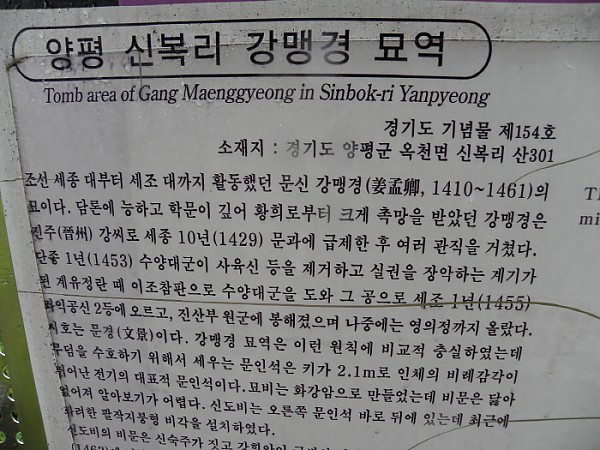 양평 신복리 강맹경 묘역
Tomb area of Gang Maenggyeong in Sinbok-ri Yanpyeong
경기도 기념물 제154호
소재지 : 경기도 양평군 옥천면 신복리 산301
조선 세종 대부터 세조 대까지 활동했던 문신 강맹경(姜孟卿, 1410~1461)의
묘이다. 담론에 능하고 학문이 깊어 황희로부터 크게 촉망을 받았던 강맹경은
진주(晉州) 강씨로 세종 10년(1429) 문과에 급제한 후 여러 관직을 거쳤다.
단종 1년(1453) 수양대군이 사육신 등을 제거하고 실권을 장악하는 계기가
된 계유정란 때 이조참판으로 수양대군을 도와 그 공으로 세조 1년(1455)
좌익공신 2등에 오르고, 진산부 원군에 봉해졌으며 나중에는 영의정까지 올랐다.
시호는 문경(文景)이다. 강맹경 묘역은 이런 원칙에 비교적 충실하였는데
무덤을 수호하기 위해서 세우는 문인석은 키가 2.1m로 인체의 비례감각이
뛰어난 전기의 대표적 문인석이다. 묘비는 화강암으로 만들었는데 비문은 닳아
없어져 알아보기가 어렵다. 신도비는 오른쪽 문인석 바로 뒤에 있는데 최근에
화려한 팔작지붕형 비각을 설치하였다.
신도비의 비문은 신숙주가 짓고
Th
mi